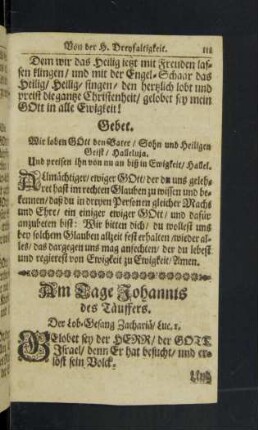 Von der H. Dreyfaltigkeit. 111
Dem wir das Heilig jetzt mit Freuden las-
sen klingen/ und mit der Engel-Schaar das
Heilig/ Heilig/ singen/ den hertzlich lobt und
preist die gantze Christenheit/ gelobet sey mein
GOtt in alle Ewigkeit!
Gebet.
Wir loben GOtt den Vater/ Sohn und Heiligen
Geist/ Halleluja.
Und preisen ihn von nu an biß in Ewigkeit/ Hallel.
Allmächtiger/ ewiger GOtt/ der du uns geleh-
ret hast im rechten Glauben zu wissen und be-
kennen/ daß du in dreyen Personen gleicher Macht
und Ehre/ ein einiger ewiger GOtt/ und dafür
anzubeten bist: Wir bitten dich/ du wollest uns
bey solchem Glauben allzeit fest erhalten/ wieder al-
les/ das dargegen uns mag anfechten/ der du lebest
und regierest von Ewigkeit zu Ewigkeit/ Amen.
Am Tage Johannis
des Täuffers.
Der Lob-Gesang Zachariä/ Luc. 1.
GElobet sey der HERR/ der GOTT
Israel/ denn Er hat besucht/ und er-
löst sein Volck.
Und